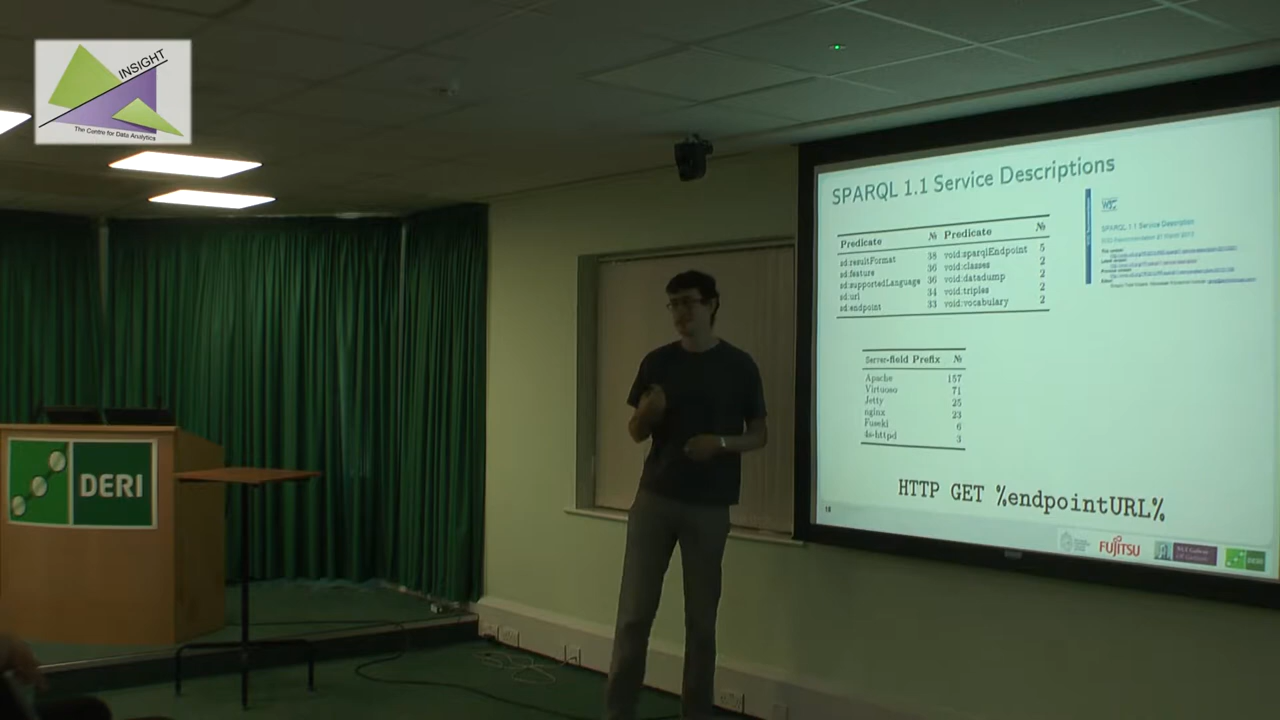 INSIGHT
The Centre for Data Analytics
DERI
SPARQL 1.1 Service Descriptions
Predicate № Predicate №
sd:resultFormat 38 void:sparqlEndpoint 5
sd:feature 36 void:classes 2
sd:supportedLanguage 36 void:datadump 2
sd:url 34 void:triples 2
sd:endpoint 33 void:vocabulary 2
SPARQL 1.1 Service Description
Server-field Prefix №
Apache 157
Virtuoso 71
Jetty 25
nginx 23
Fuseki 6
4s-httpd 3
HTTP GET %endpointURL%
18
FUJITSU
DERI